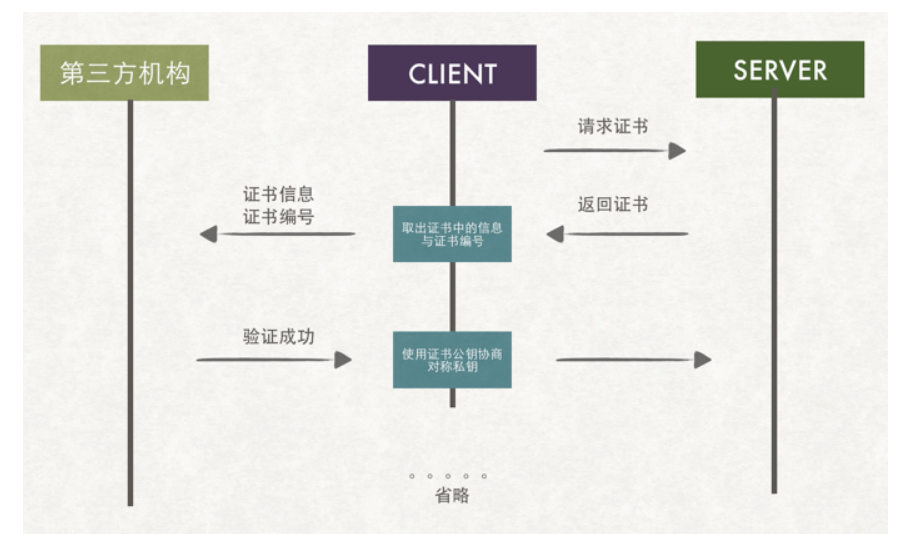 第三方机构
CLIENT
SERVER
请求证书
证书信息
证书编号
返回证书
取出证书中的信息
与证书编号
验证成功
使用证书公钥协商
对称私钥
省略